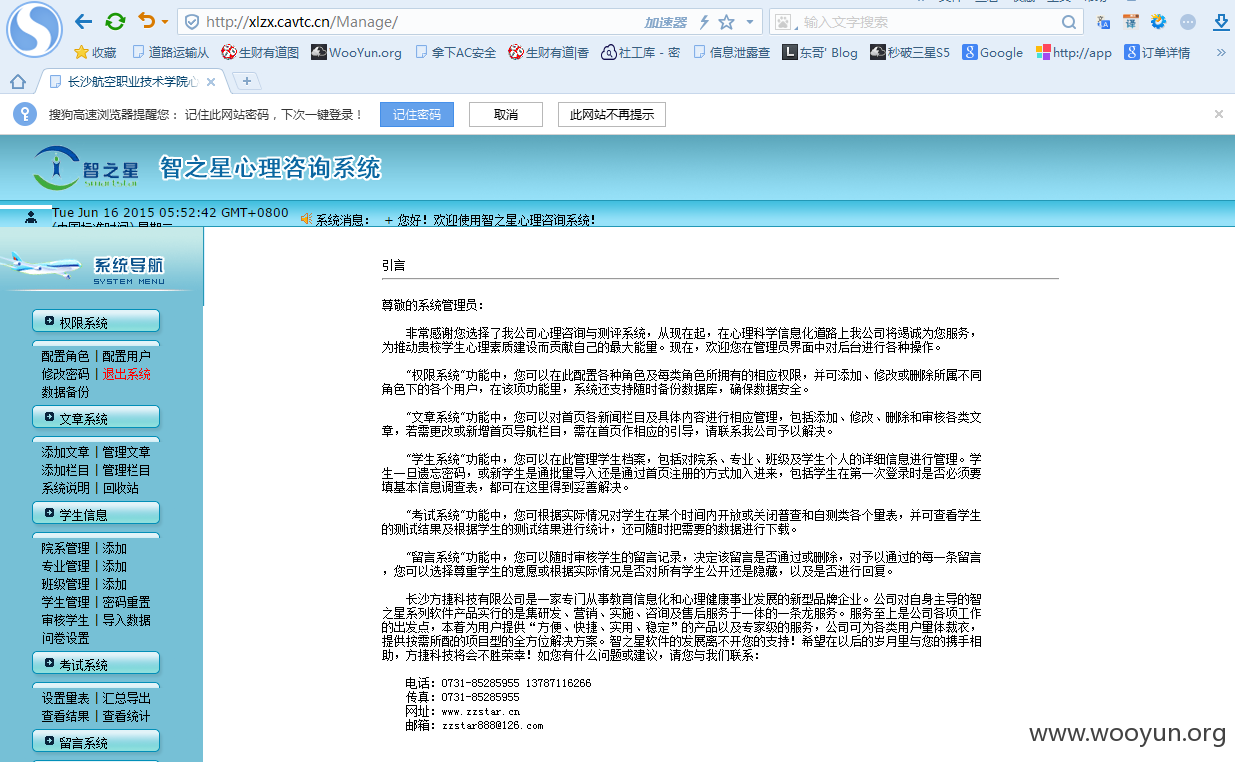 http://xlzx.cavtc.cn/Manage/
加速器
输入文字搜索
收藏 道路运输从 生财有道图 WooYun.org 拿下AC安全 生财有道|香 社工库 - 密 信息泄露查 东哥' Blog 秒破三星S5 Google http://app 订单详情 »
长沙航空职业技术学院心
搜狗高速浏览器提醒您： 记住此网站密码，下次一键登录！ 记住密码 取消 此网站不再提示
智之星 智之星心理咨询系统
Tue Jun 16 2015 05:52:42 GMT+0800
系统消息： + 您好！欢迎使用智之星心理咨询系统！
系统导航
SYSTEM MENU
权限系统
配置角色 | 配置用户
修改密码 | 退出系统
数据备份
文章系统
添加文章 | 管理文章
添加栏目 | 管理栏目
系统说明 | 回收站
学生信息
院系管理 | 添加
专业管理 | 添加
班级管理 | 添加
学生管理 | 密码重置
审核学生 | 导入数据
问卷设置
考试系统
设置量表 | 汇总导出
查看结果 | 查看统计
留言系统
引言
尊敬的系统管理员：
非常感谢您选择了我公司心理咨询与测评系统，从现在起，在心理科学信息化道路上我公司将竭诚为您服务，
为推动贵校学生心理素质建设而贡献自己的最大能量。现在，欢迎您在管理员界面中对后台进行各种操作。
“权限系统”功能中，您可以在此配置各种角色及每类角色所拥有的相应权限，并可添加、修改或删除所属不同
角色下的各个用户，在该项功能里，系统还支持随时备份数据库，确保数据安全。
“文章系统”功能中，您可以对首页各新闻栏目及具体内容进行相应管理，包括添加、修改、删除和审核各类文
章，若需更改或新增首页导航栏目，需在首页作相应的引导，请联系我公司予以解决。
“学生系统”功能中，您可以在此管理学生档案，包括对院系、专业、班级及学生个人的详细信息进行管理。学
生一旦遗忘密码，或新学生是通批量导入还是通过首页注册的方式加入进来，包括学生在第一次登录时是否必须要
填基本信息调查表，都可在这里得到妥善解决。
“考试系统”功能中，您可根据实际情况对学生在某个时间内开放或关闭普查和自测类各个量表，并可查看学生
的测试结果及根据学生的测试结果进行统计，还可随时把需要的数据进行下载。
“留言系统”功能中，您可以随时审核学生的留言记录，决定该留言是否通过或删除，对予以通过的每一条留言
，您可以选择尊重学生的意愿或根据实际情况是否对所有学生公开还是隐藏，以及是否进行回复。
长沙方捷科技有限公司是一家专门从事教育信息化和心理健康事业发展的新型品牌企业。公司对自身主导的智
之星系列软件产品实行的是集研发、营销、实施、咨询及售后服务于一体的一条龙服务。服务至上是公司各项工作
的出发点，本着为用户提供“方便、快捷、实用、稳定”的产品以及专家级的服务，公司可为各类用户量体裁衣，
提供按需所配的项目型的全方位解决方案。智之星软件的发展离不开您的支持！希望在以后的岁月里与您的携手相
助，方捷科技将会不胜荣幸！如您有什么问题或建议，请您与我们联系：
电话：0731-85285955 13787116266
传真：0731-85285955
网址：www.zzstar.cn
邮箱：zzstar888@126.com
www.wooyun.org